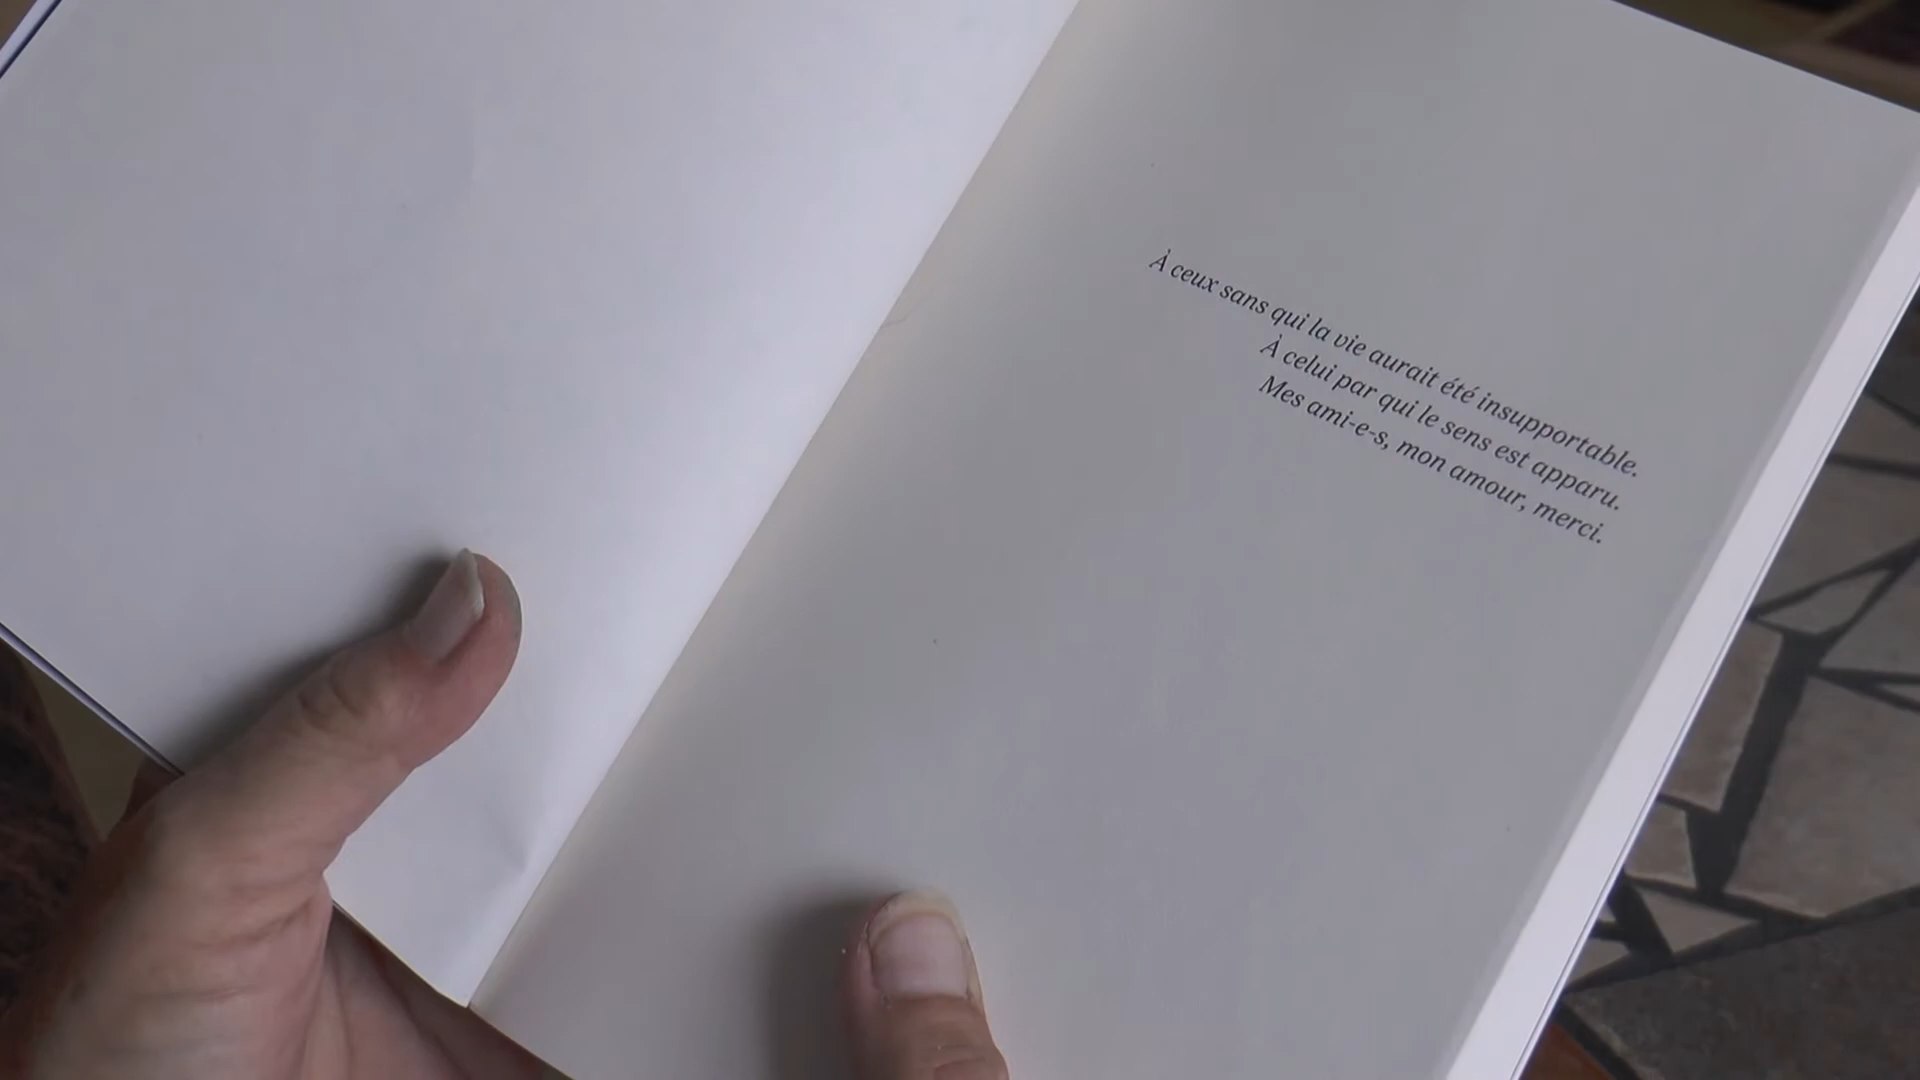 À ceux sans qui la vie aurait été insupportable.
À celui par qui le sens est apparu.
Mes ami-e-s, mon amour, merci.